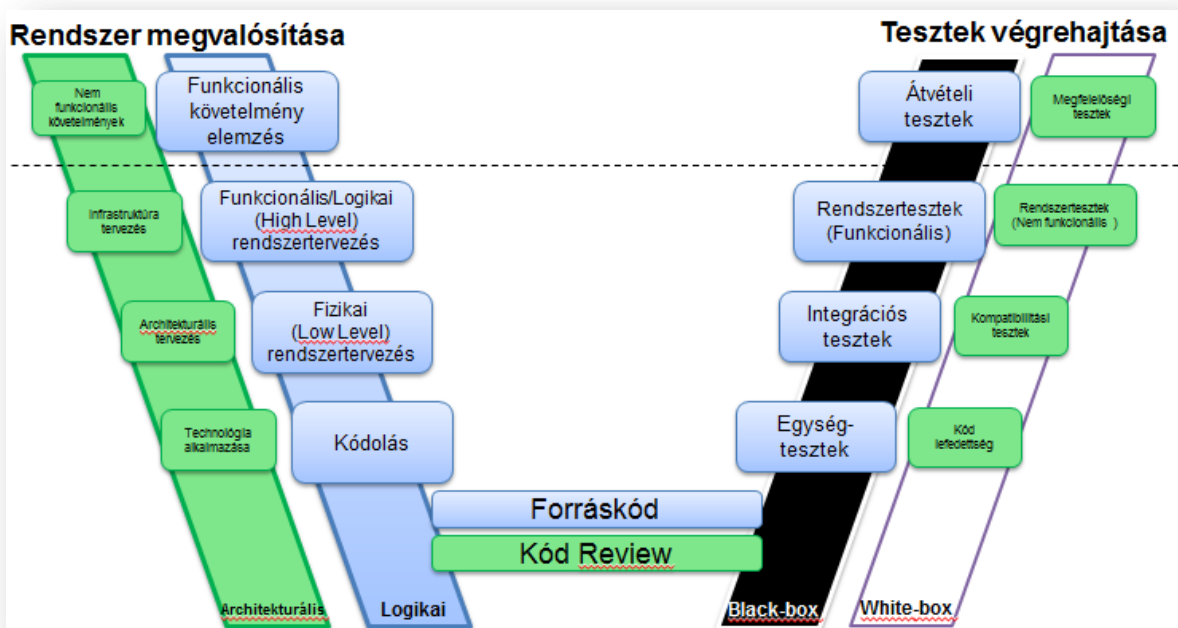 Rendszer megvalósítása
Tesztek végrehajtása
Nem
funkcionális
követelmények
Funkcionális
követelmény
elemzés
Átvételi
tesztek
Megfelelőségi
tesztek
Infrastruktúra
tervezés
Funkcionális/Logikai
(High Level)
rendszertervezés
Rendszertesztek
(Funkcionális)
Rendszertesztek
(Nem funkcionális )
Architekturális
tervezés
Fizikai
(Low Level)
rendszertervezés
Integrációs
tesztek
Kompatibilitási
tesztek
Technológia
alkalmazása
Kódolás
Egység-
tesztek
Kód
lefedettség
Forráskód
Kód Review
Architekturális
Logikai
Black-box
White-box